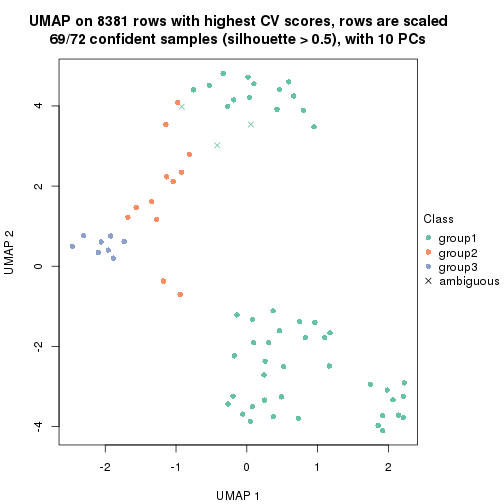 UMAP on 8381 rows with highest CV scores, rows are scaled
69/72 confident samples (silhouette > 0.5), with 10 PCs
4
2
0
-2
-4
UMAP 2
-2
-1
0
1
2
UMAP 1
Class
group1
group2
group3
ambiguous